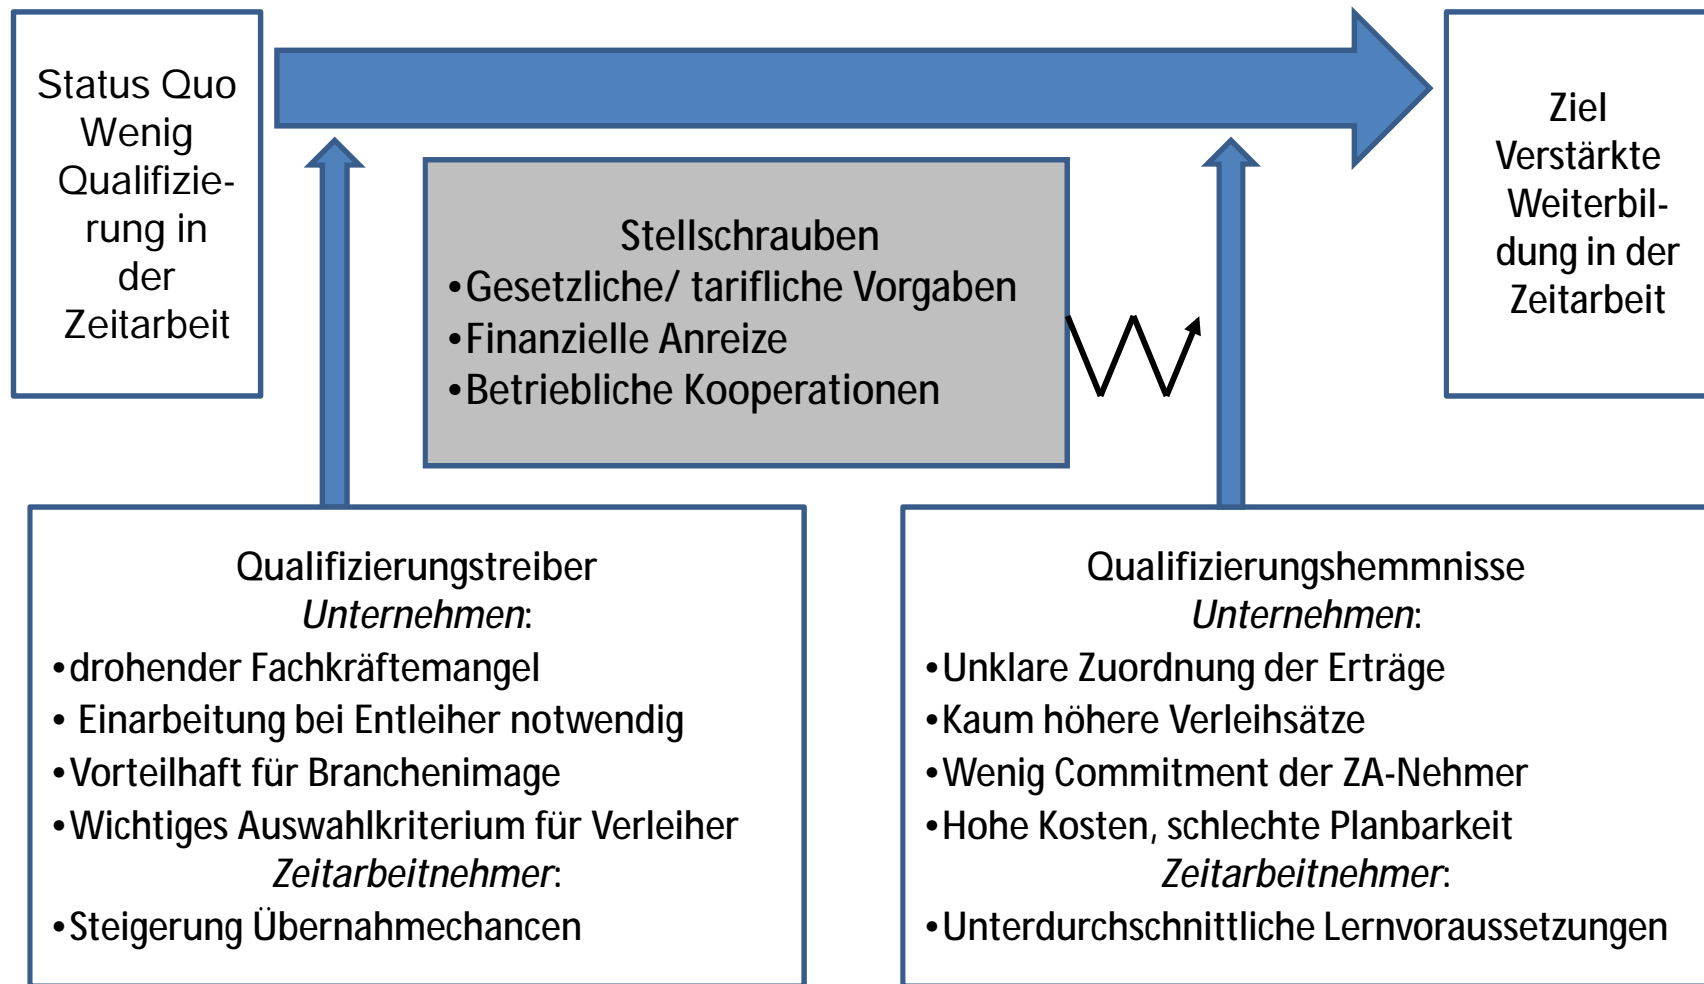 Status Quo
Wenig
Qualifizie-
rung in
der
Zeitarbeit
Ziel
Verstärkte
Weiterbil-
dung in der
Zeitarbeit
Stellschrauben
•Gesetzliche/ tarifliche Vorgaben
•Finanzielle Anreize
•Betriebliche Kooperationen
Qualifizierungstreiber
Unternehmen:
•drohender Fachkräftemangel
• Einarbeitung bei Entleiher notwendig
•Vorteilhaft für Branchenimage
•Wichtiges Auswahlkriterium für Verleiher
Zeitarbeitnehmer:
•Steigerung Übernahmechancen
Qualifizierungshemmnisse
Unternehmen:
•Unklare Zuordnung der Erträge
•Kaum höhere Verleihsätze
•Wenig Commitment der ZA-Nehmer
•Hohe Kosten, schlechte Planbarkeit
Zeitarbeitnehmer:
•Unterdurchschnittliche Lernvoraussetzungen